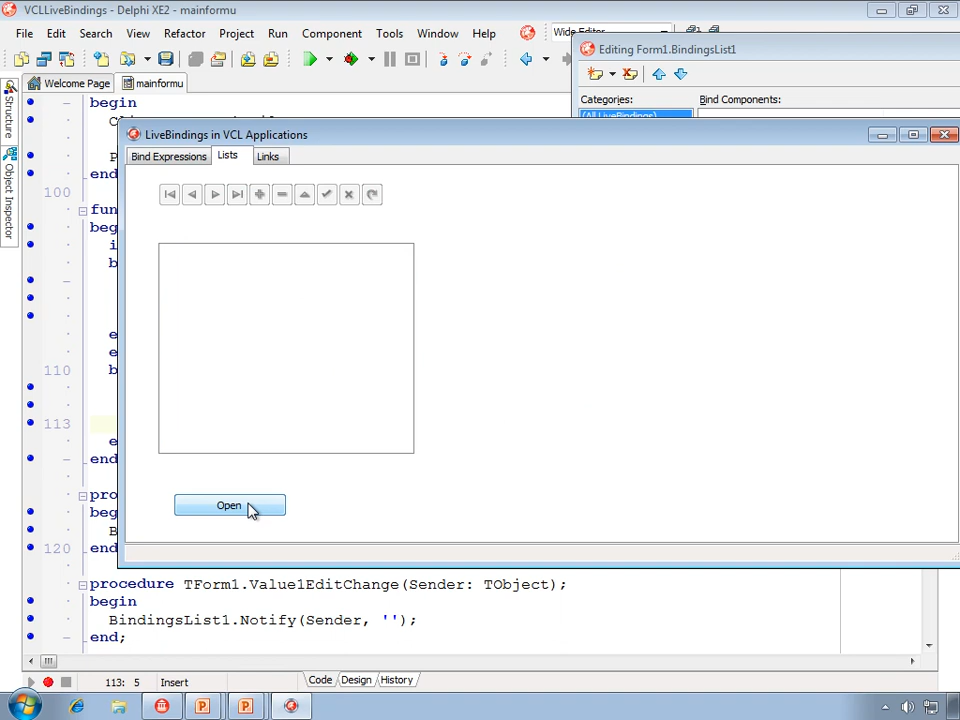 VCLLiveBindings - Delphi XE2 - mainformu
File Edit Search View Refactor Project Run Component Tools Window Help
Wide Editor
Editing Form1.BindingsList1
Welcome Page mainformu
Categories: Bind Components:
(All LiveBindings)
Structure
Object Inspector
begin
LiveBindings in VCL Applications
Bind Expressions Lists Links
end
100
fun
beg
i
b
e
e
110 b
113
e
end
Open
pro
beg
B
120 end
procedure TForm1.Value1EditChange(Sender: TObject);
begin
BindingsList1.Notify(Sender, '');
end;
113: 5 Insert Code Design History